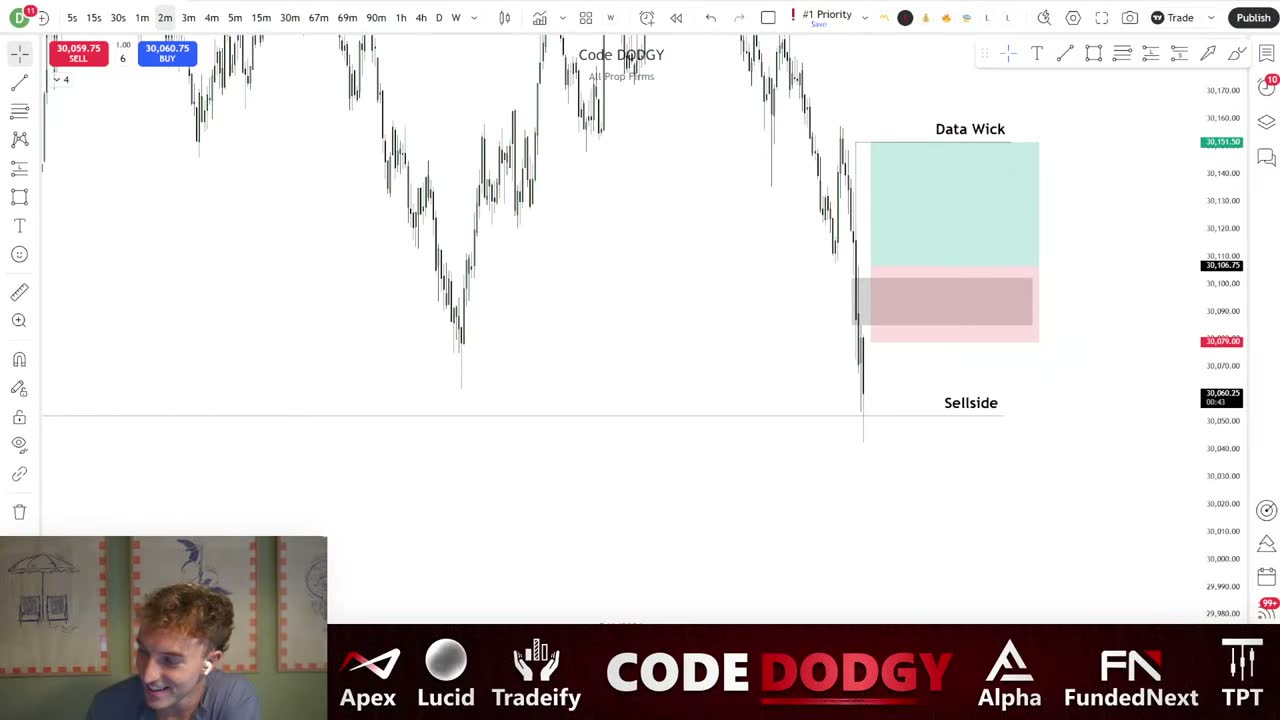 D 11
5s 15s 30s 1m 2m 3m 4m 5m 15m 30m 67m 69m 90m 1h 4h D W
W
#1 Priority
Save
L L
Trade
Publish
30,059.75
SELL
1.00
6
30,060.75
BUY
4
Code DODGY
All Prop Firms
T
10
30,170.00
30,160.00
30,151.50
30,140.00
30,130.00
30,120.00
30,110.00
30,106.75
30,100.00
30,090.00
30,079.00
30,070.00
30,060.25
00:43
30,050.00
30,040.00
30,030.00
30,020.00
30,010.00
30,000.00
29,990.00
29,980.00
Data Wick
Sellside
99+
CODE DODGY
Apex Lucid Tradeify Alpha FundedNext TPT